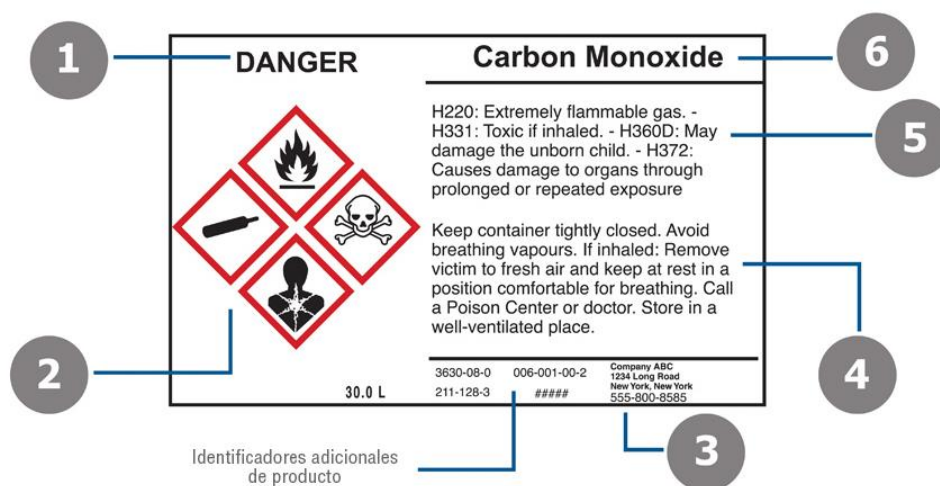 1
DANGER
Carbon Monoxide
6
H220: Extremely flammable gas. -
H331: Toxic if inhaled. - H360D: May
damage the unborn child. - H372:
Causes damage to organs through
prolonged or repeated exposure
5
Keep container tightly closed. Avoid
breathing vapours. If inhaled: Remove
victim to fresh air and keep at rest in a
position comfortable for breathing. Call
a Poison Center or doctor. Store in a
well-ventilated place.
4
2
30.0 L
3630-08-0 006-001-00-2
211-128-3 #####
Company ABC
1234 Long Road
New York, New York
555-800-8585
3
Identificadores adicionales
de producto